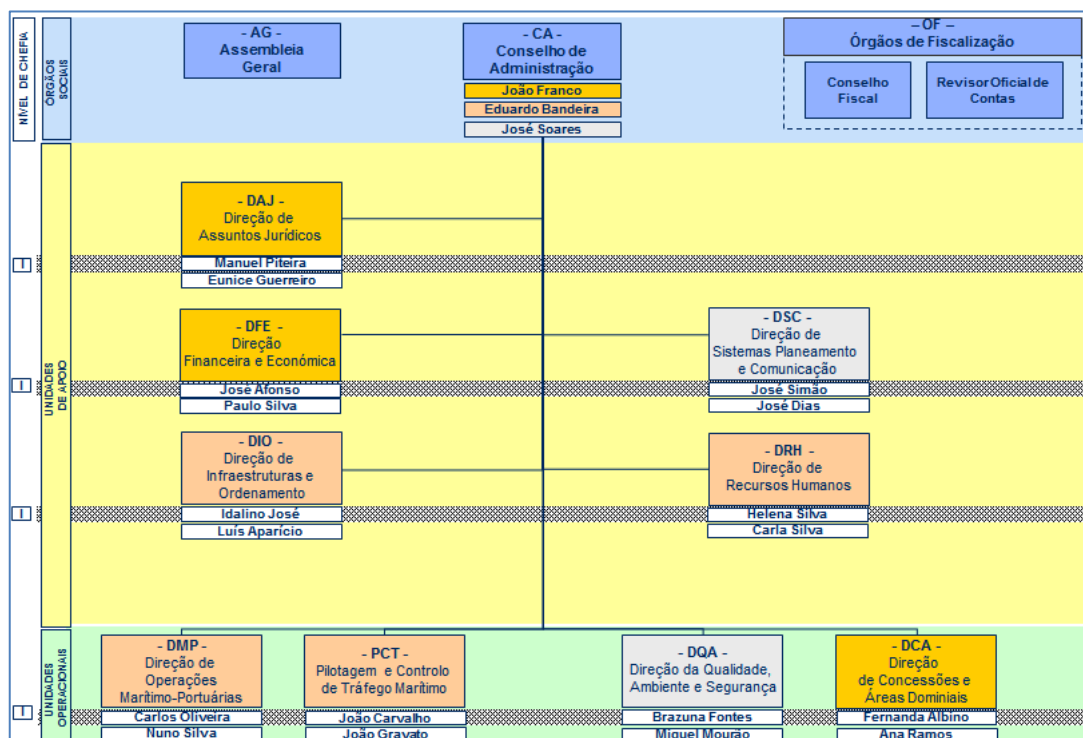 NÍVEL DE CHEFIA
ÓRGÃOS
SOCIAIS
- AG -
Assembleia
Geral
- CA -
Conselho de
Administração
João Franco
Eduardo Bandeira
José Soares
– OF –
Órgãos de Fiscalização
Conselho
Fiscal
Revisor Oficial de
Contas
UNIDADES
DE APOIO
- DAJ -
Direção de
Assuntos Jurídicos
I
Manuel Piteira
Eunice Guerreiro
- DFE -
Direção
Financeira e Económica
I
José Afonso
Paulo Silva
- DSC -
Direção de
Sistemas Planeamento
e Comunicação
José Simão
José Dias
- DIO -
Direção de
Infraestruturas e
Ordenamento
I
Idalino José
Luís Aparício
- DRH -
Direção de
Recursos Humanos
Helena Silva
Carla Silva
UNIDADES
OPERACIONAIS
- DMP -
Direção de
Operações
Marítimo-Portuárias
I
Carlos Oliveira
Nuno Silva
- PCT -
Pilotagem e Controlo
de Tráfego Marítimo
João Carvalho
João Gravato
- DQA -
Direção da Qualidade,
Ambiente e Segurança
Brazuna Fontes
Miguel Mourão
- DCA -
Direção
de Concessões e
Áreas Dominiais
Fernanda Albino
Ana Ramos